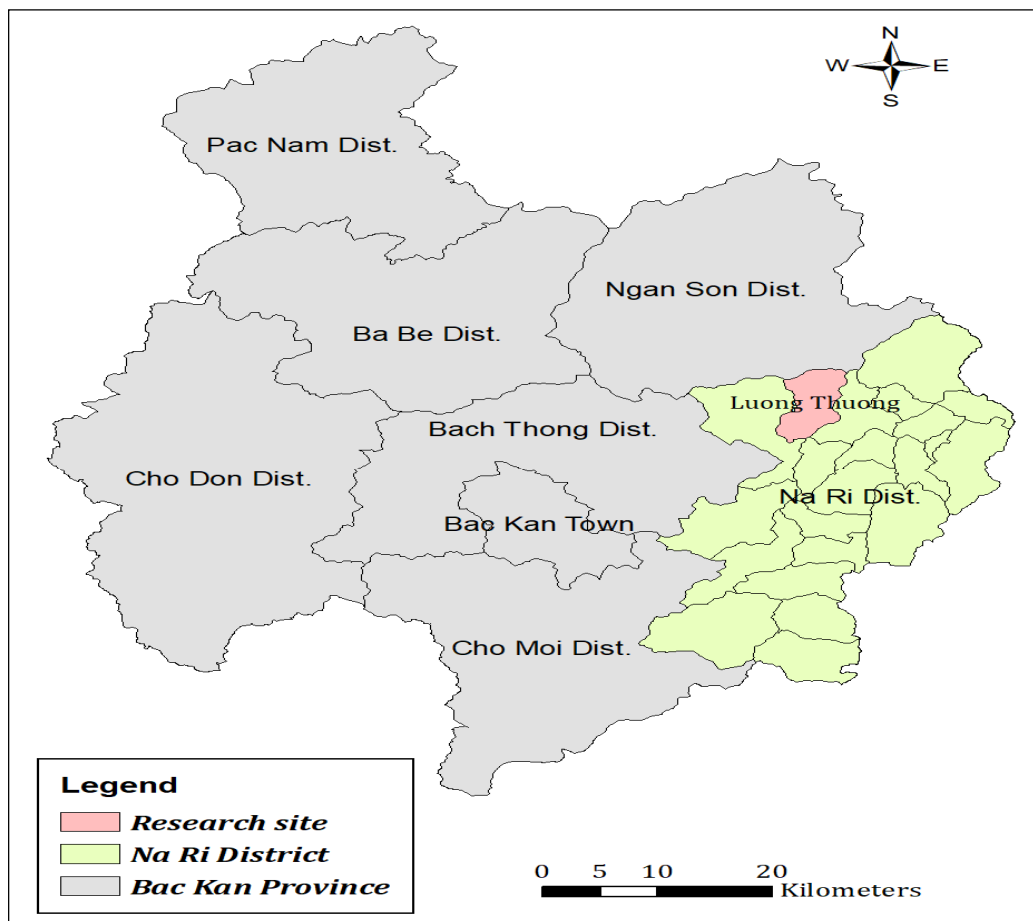 N
W E
S
Pac Nam Dist.
Ngan Son Dist.
Ba Be Dist.
Luong Thuong
Bach Thong Dist.
Cho Don Dist.
Na Ri Dist.
Bac Kan Town
Cho Moi Dist.
Legend
Research site
Na Ri District
Bac Kan Province
0 5 10 20
Kilometers